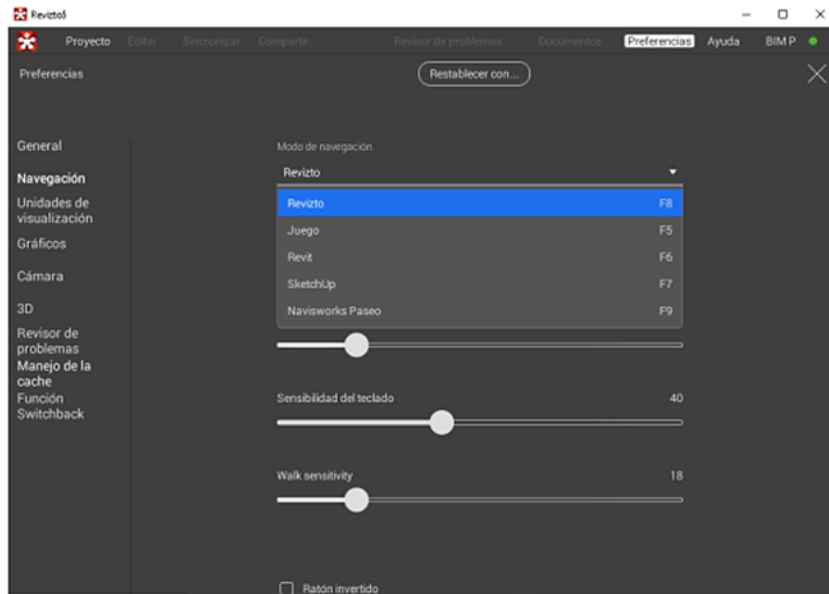 Revizto5
Proyecto Editar Sincronizar Compartir Revisor de problemas Documentos Preferencias Ayuda BIM P
Preferencias Restablecer con...
General
Navegación
Unidades de
visualización
Gráficos
Cámara
3D
Revisor de
problemas
Manejo de la
cache
Función
Switchback
Modo de navegación
Revizto
Revizto F8
Juego F5
Revit F6
SketchUp F7
Navisworks Paseo F9
Sensibilidad del teclado 40
Walk sensitivity 18
Ratón invertido